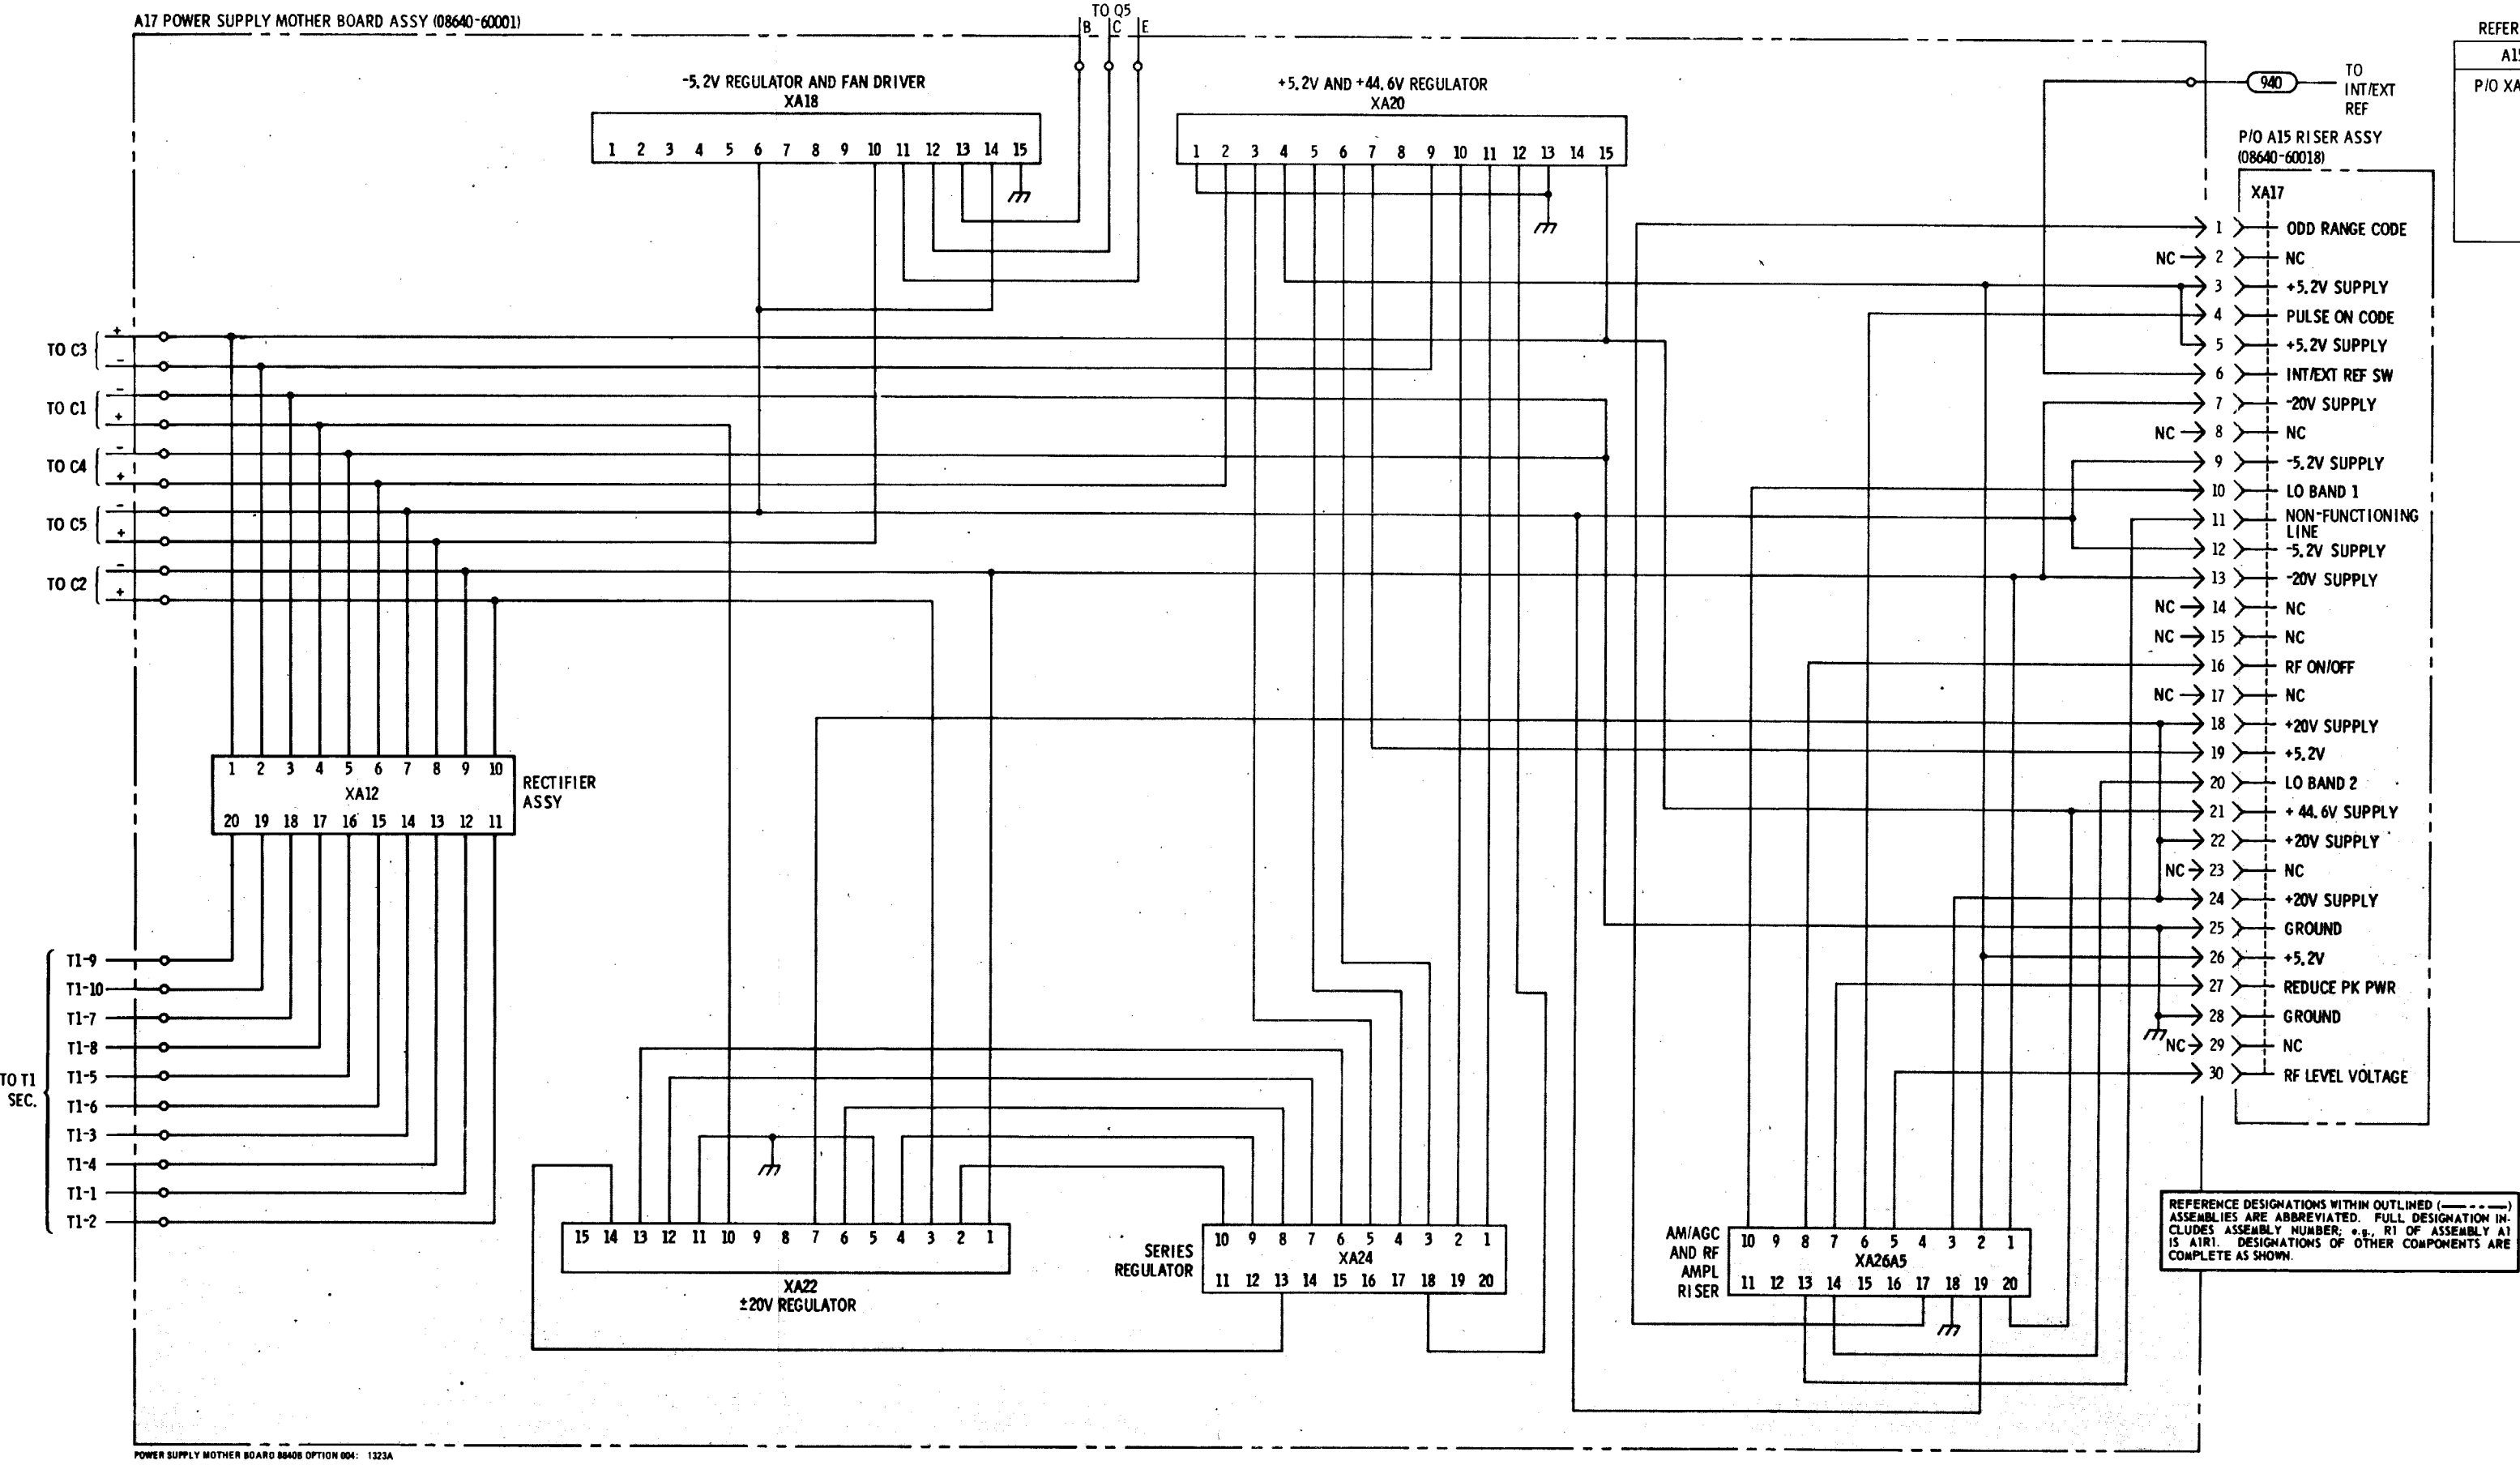 A17 POWER SUPPLY MOTHER BOARD ASSY (08640-60001)
TO Q5
B C E
-5.2V REGULATOR AND FAN DRIVER
XA18
1 2 3 4 5 6 7 8 9 10 11 12 13 14 15
+5.2V AND +44.6V REGULATOR
XA20
1 2 3 4 5 6 7 8 9 10 11 12 13 14 15
940
TO
INT/EXT
REF
REFER
A15
P/O XA
P/O A15 RISER ASSY
(08640-60018)
XA17
1 ODD RANGE CODE
NC 2 NC
3 +5.2V SUPPLY
4 PULSE ON CODE
5 +5.2V SUPPLY
6 INT/EXT REF SW
7 -20V SUPPLY
NC 8 NC
9 -5.2V SUPPLY
10 LO BAND 1
11 NON-FUNCTIONING
LINE
12 -5.2V SUPPLY
13 -20V SUPPLY
NC 14 NC
NC 15 NC
16 RF ON/OFF
NC 17 NC
18 +20V SUPPLY
19 +5.2V
20 LO BAND 2
21 + 44.6V SUPPLY
22 +20V SUPPLY
NC 23 NC
24 +20V SUPPLY
25 GROUND
26 +5.2V
27 REDUCE PK PWR
28 GROUND
NC 29 NC
30 RF LEVEL VOLTAGE
TO C3 + -
TO C1 - +
TO C4 - +
TO C5 - +
TO C2 - +
1 2 3 4 5 6 7 8 9 10
XA12
20 19 18 17 16 15 14 13 12 11
RECTIFIER
ASSY
TO T1
SEC.
T1-9
T1-10
T1-7
T1-8
T1-5
T1-6
T1-3
T1-4
T1-1
T1-2
15 14 13 12 11 10 9 8 7 6 5 4 3 2 1
XA22
±20V REGULATOR
SERIES
REGULATOR
10 9 8 7 6 5 4 3 2 1
XA24
11 12 13 14 15 16 17 18 19 20
AM/AGC
AND RF
AMPL
RISER
10 9 8 7 6 5 4 3 2 1
XA26A5
11 12 13 14 15 16 17 18 19 20
REFERENCE DESIGNATIONS WITHIN OUTLINED (— - - —)
ASSEMBLIES ARE ABBREVIATED. FULL DESIGNATION IN-
CLUDES ASSEMBLY NUMBER; e.g., R1 OF ASSEMBLY A1
IS A1R1. DESIGNATIONS OF OTHER COMPONENTS ARE
COMPLETE AS SHOWN.
POWER SUPPLY MOTHER BOARD 8640B OPTION 004: 1323A